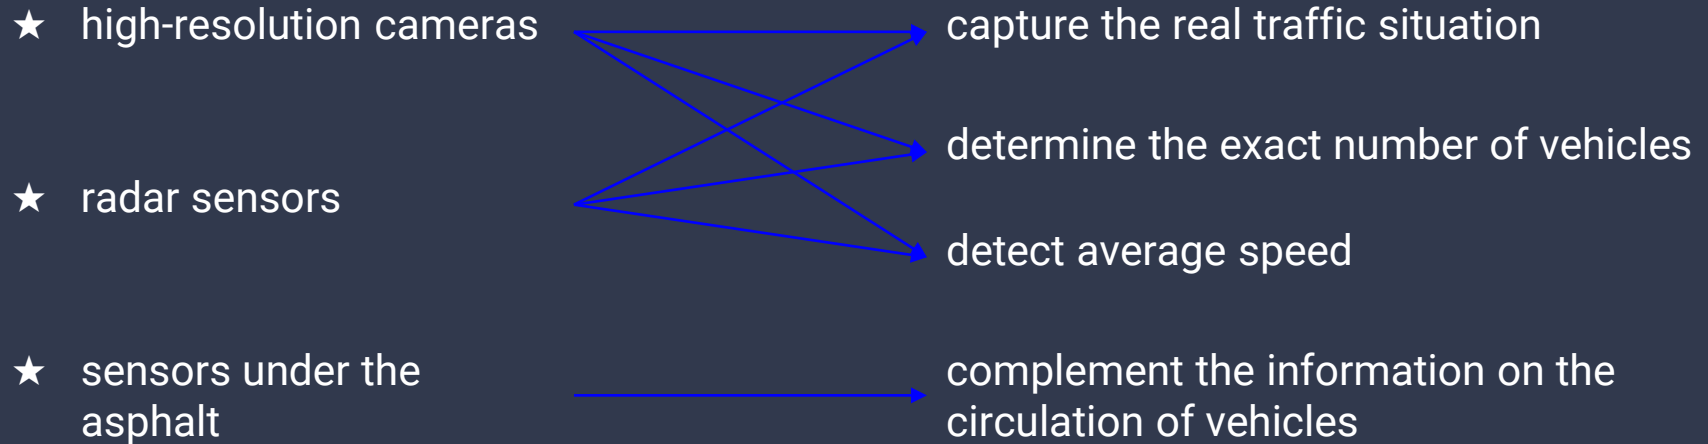 ★ high-resolution cameras
★ radar sensors
★ sensors under the
asphalt
capture the real traffic situation
determine the exact number of vehicles
detect average speed
complement the information on the
circulation of vehicles